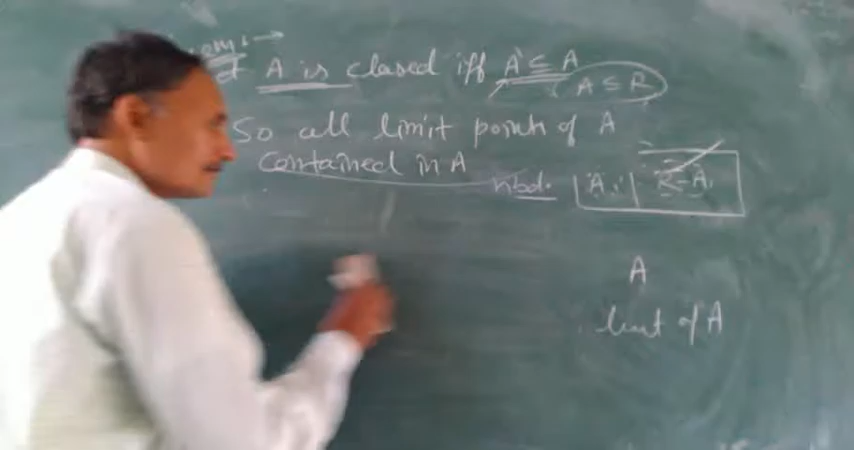 A is closed iff A' ⊆ A
A ⊆ R
So all limit points of A
contained in A
nbd. A, R-A,
A
limit of A